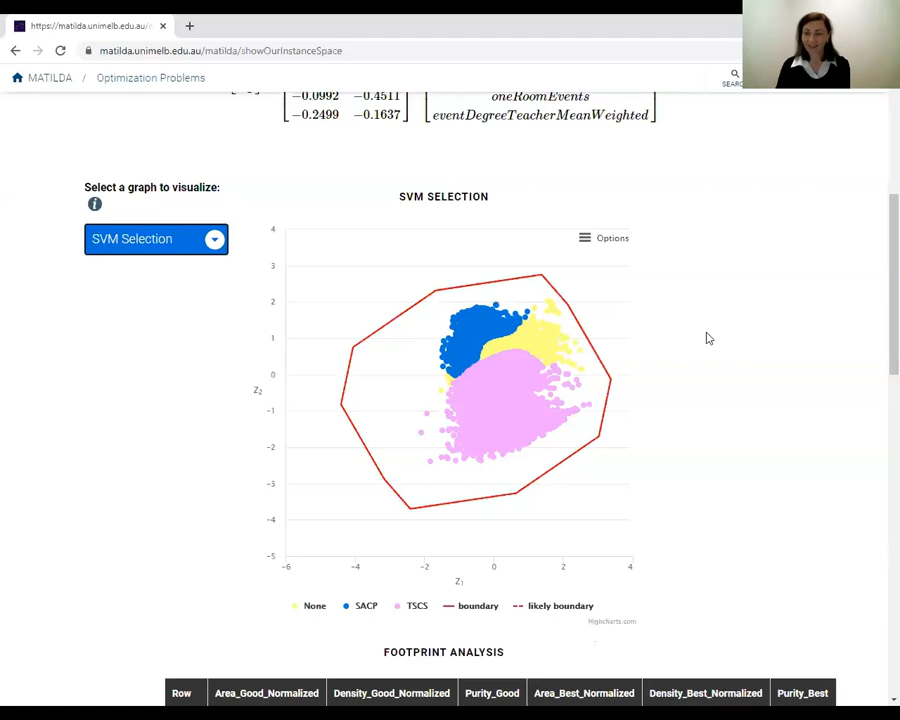 https://matilda.unimelb.edu.au/m
matilda.unimelb.edu.au/matilda/showOurInstanceSpace
MATILDA / Optimization Problems
SEARC
−0.0992 −0.4511 oneRoomEvents
−0.2499 −0.1637 eventDegreeTeacherMeanWeighted
Select a graph to visualize:
i
SVM Selection
SVM SELECTION
Options
4
3
2
1
0
−1
−2
−3
−4
−5
Z2
−6 −4 −2 0 2 4
Z1
None SACP TSCS boundary likely boundary
Highcharts.com
FOOTPRINT ANALYSIS
Row Area_Good_Normalized Density_Good_Normalized Purity_Good Area_Best_Normalized Density_Best_Normalized Purity_Best